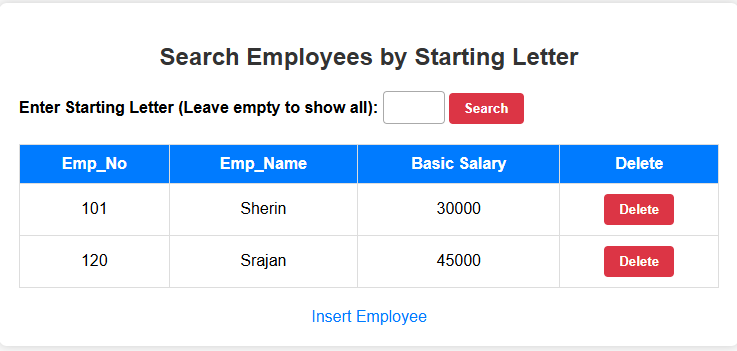 Search Employees by Starting Letter
Enter Starting Letter (Leave empty to show all): Search
Emp_No Emp_Name Basic Salary Delete
101 Sherin 30000 Delete
120 Srajan 45000 Delete
Insert Employee